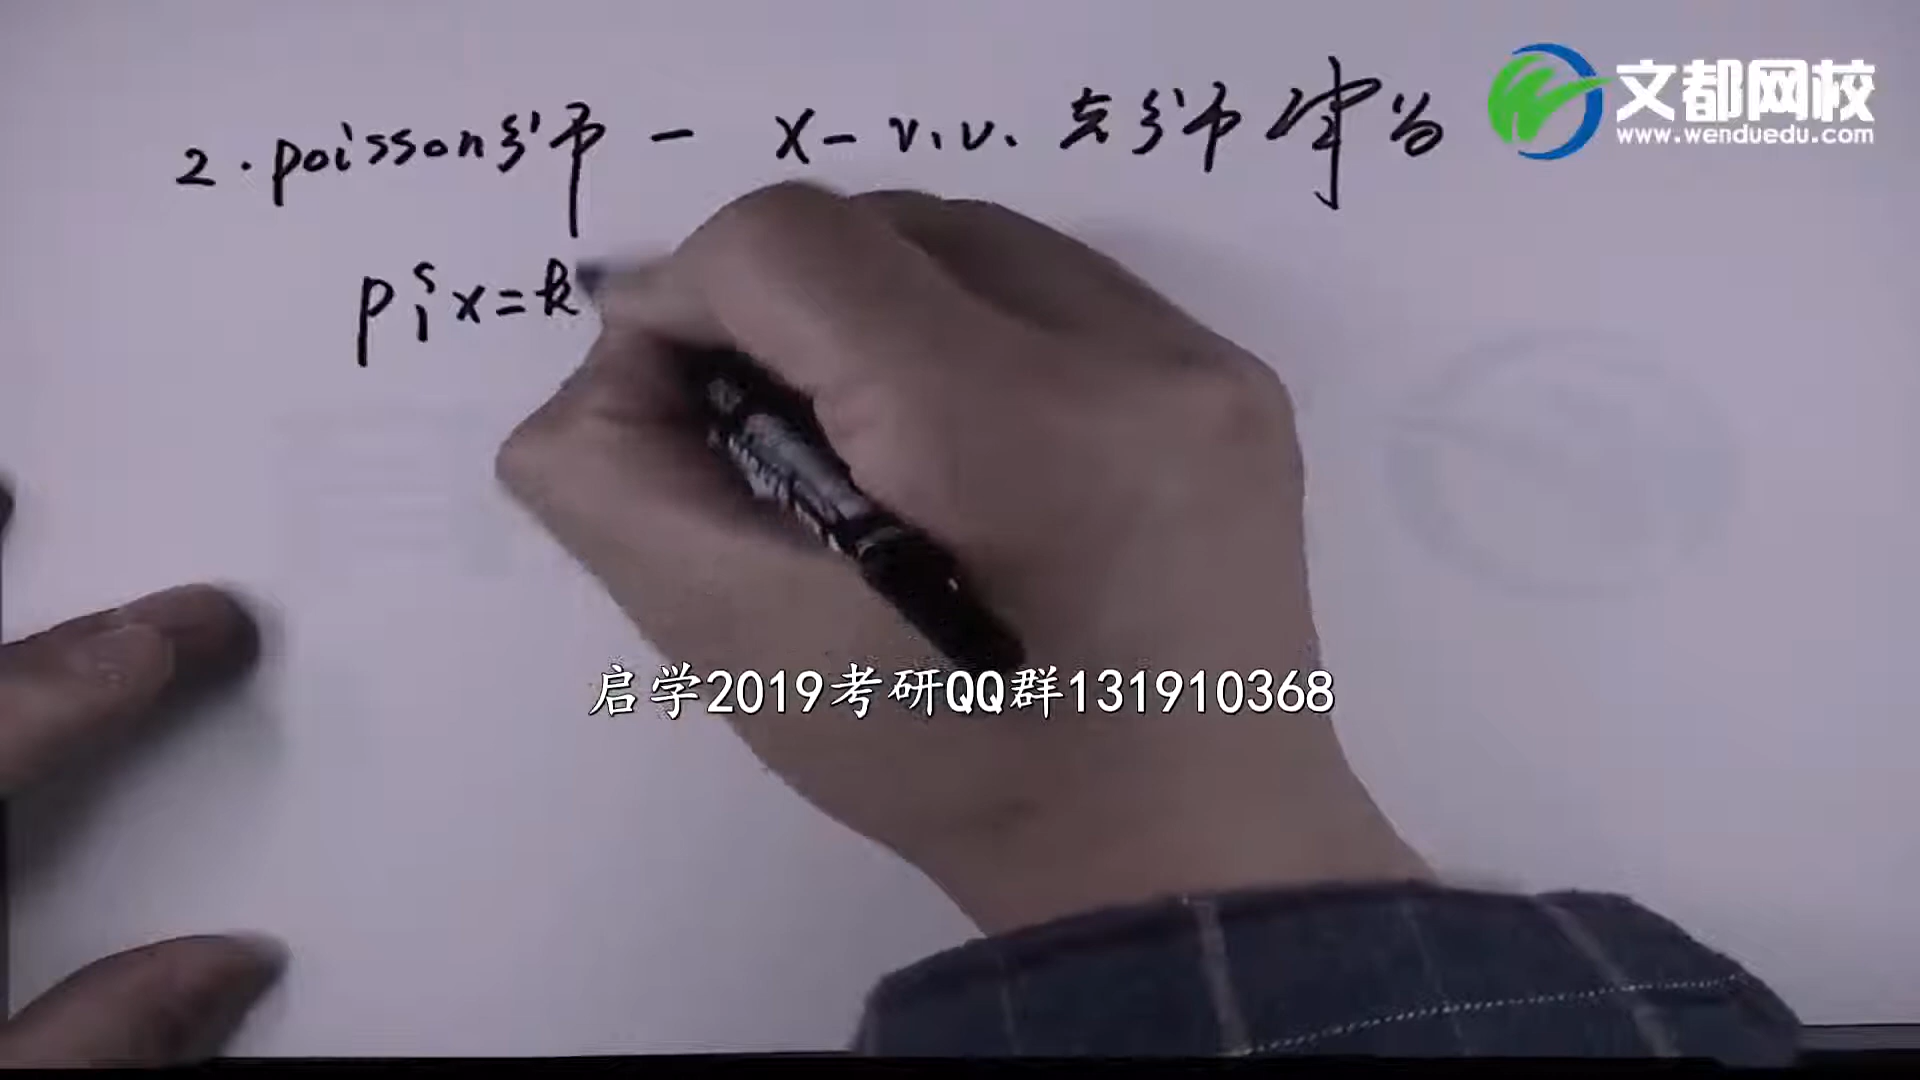 2. poisson分布 — X- r.v. 其分布律为
文都网校
www.wenduedu.com
P{X=k
启学2019考研QQ群131910368